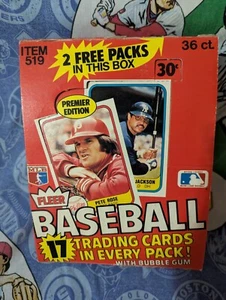 ITEM
519
2 FREE PACKS
IN THIS BOX
36 ct.
30¢
PREMIER
EDITION
JACKSON
PETE ROSE
FLEER
BASEBALL
17 TRADING CARDS
IN EVERY PACK!
WITH BUBBLE GUM